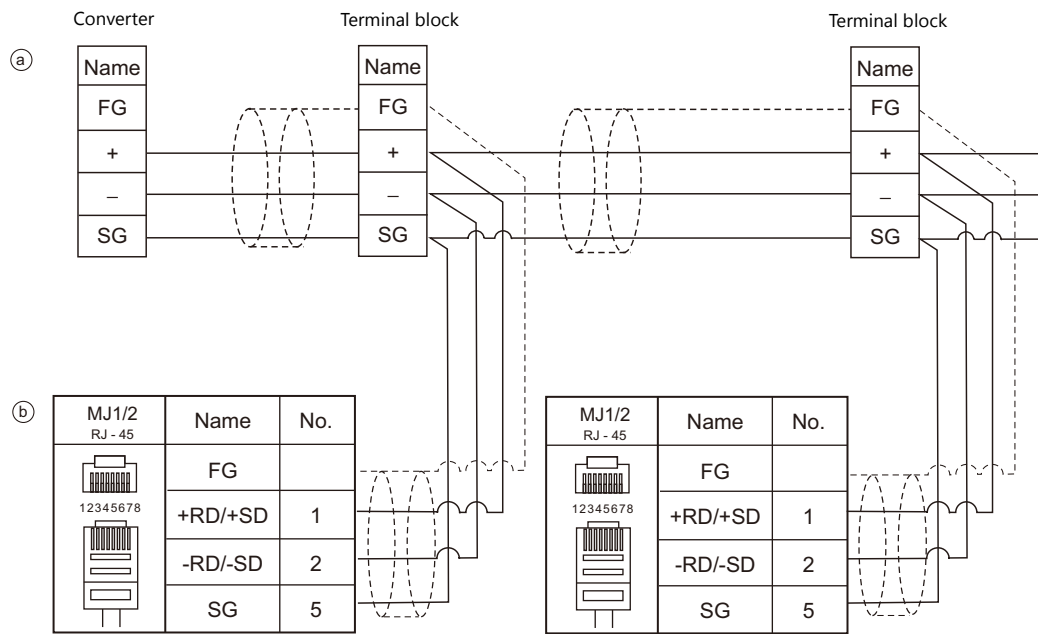 Converter
Terminal block
Terminal block
ⓐ
Name
Name
Name
FG
FG
FG
+
+
+
−
−
−
SG
SG
SG
ⓑ
MJ1/2
RJ - 45
Name
No.
FG
12345678
+RD/+SD
1
-RD/-SD
2
SG
5
MJ1/2
RJ - 45
Name
No.
FG
12345678
+RD/+SD
1
-RD/-SD
2
SG
5